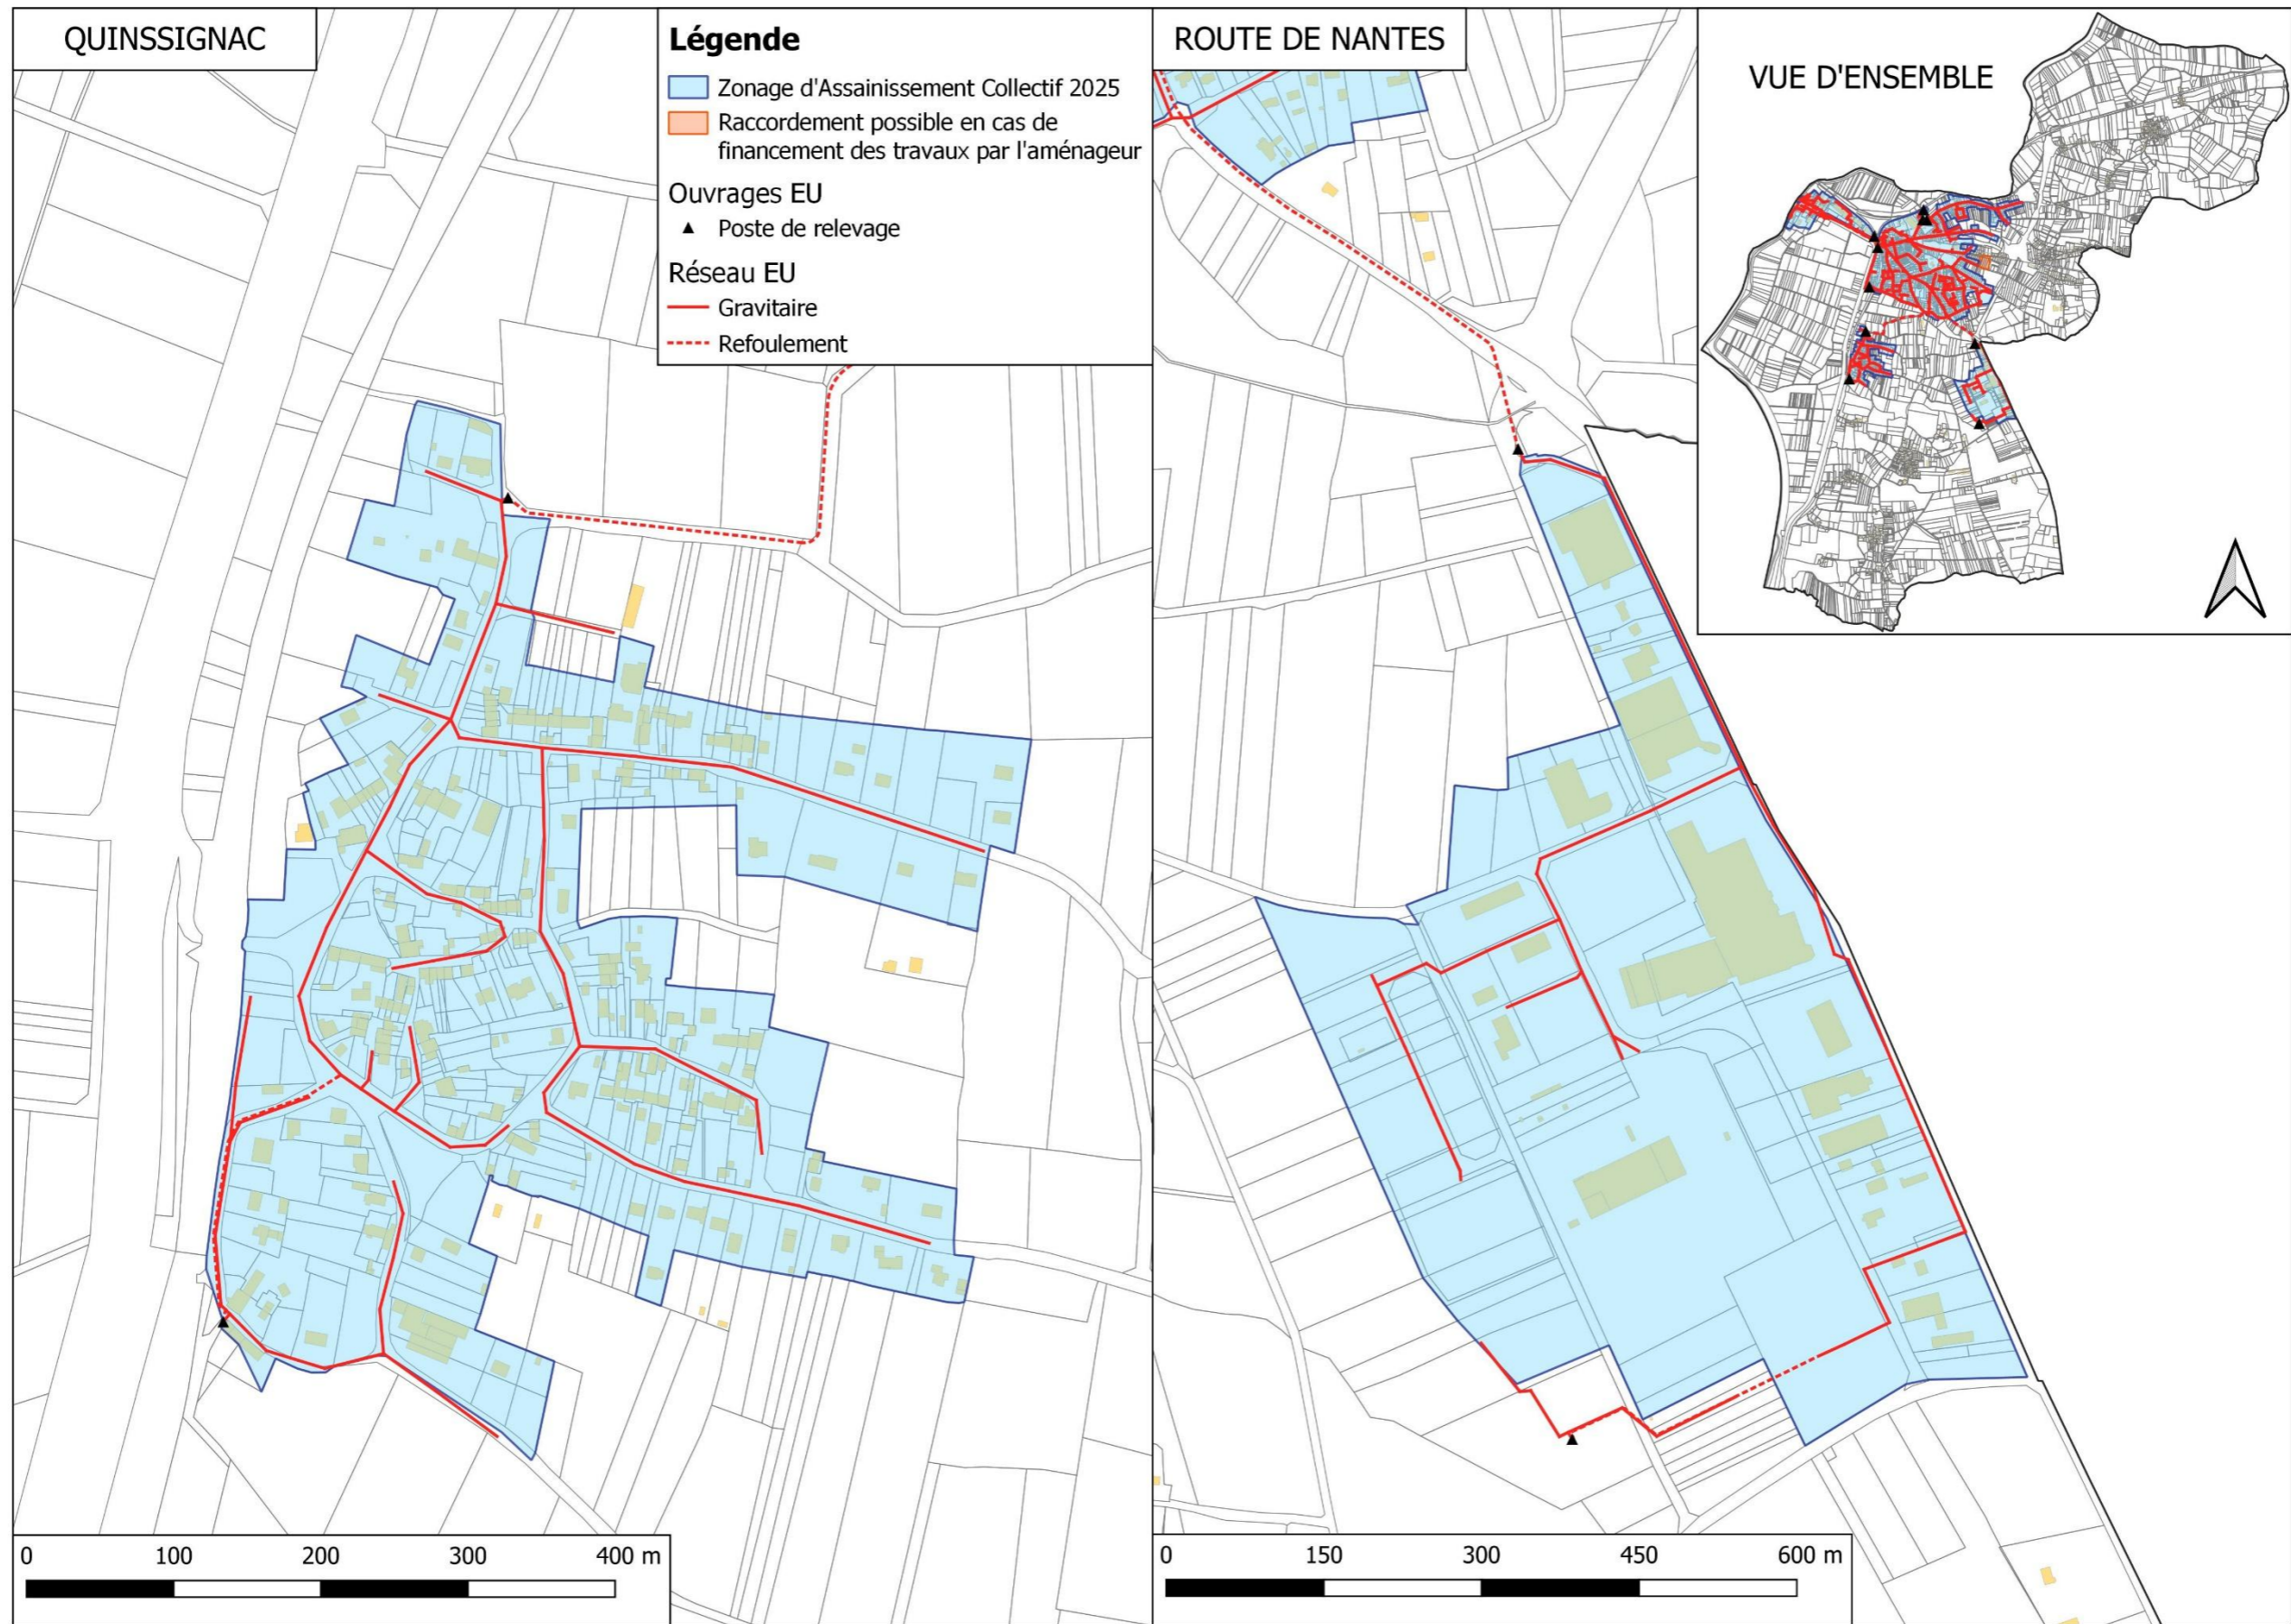 QUINSSIGNAC
Légende
Zonage d'Assainissement Collectif 2025
Raccordement possible en cas de
financement des travaux par l'aménageur
Ouvrages EU
Poste de relevage
Réseau EU
Gravitaire
Refoulement
0 100 200 300 400 m
ROUTE DE NANTES
0 150 300 450 600 m
VUE D'ENSEMBLE